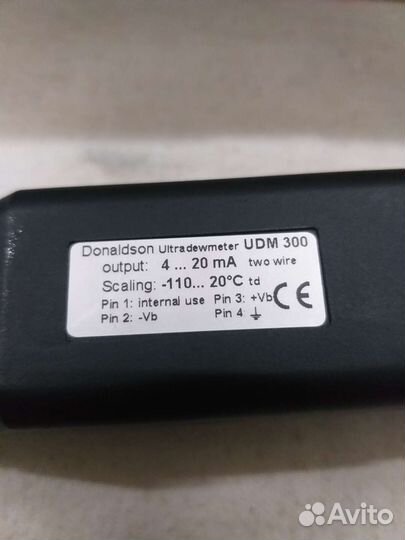 Donaldson Ultradewmeter UDM 300
output: 4 ... 20 mA two wire
Scaling: -110... 20°C td
Pin 1: internal use Pin 3: +Vb CE
Pin 2: -Vb Pin 4 ⏚
Avito